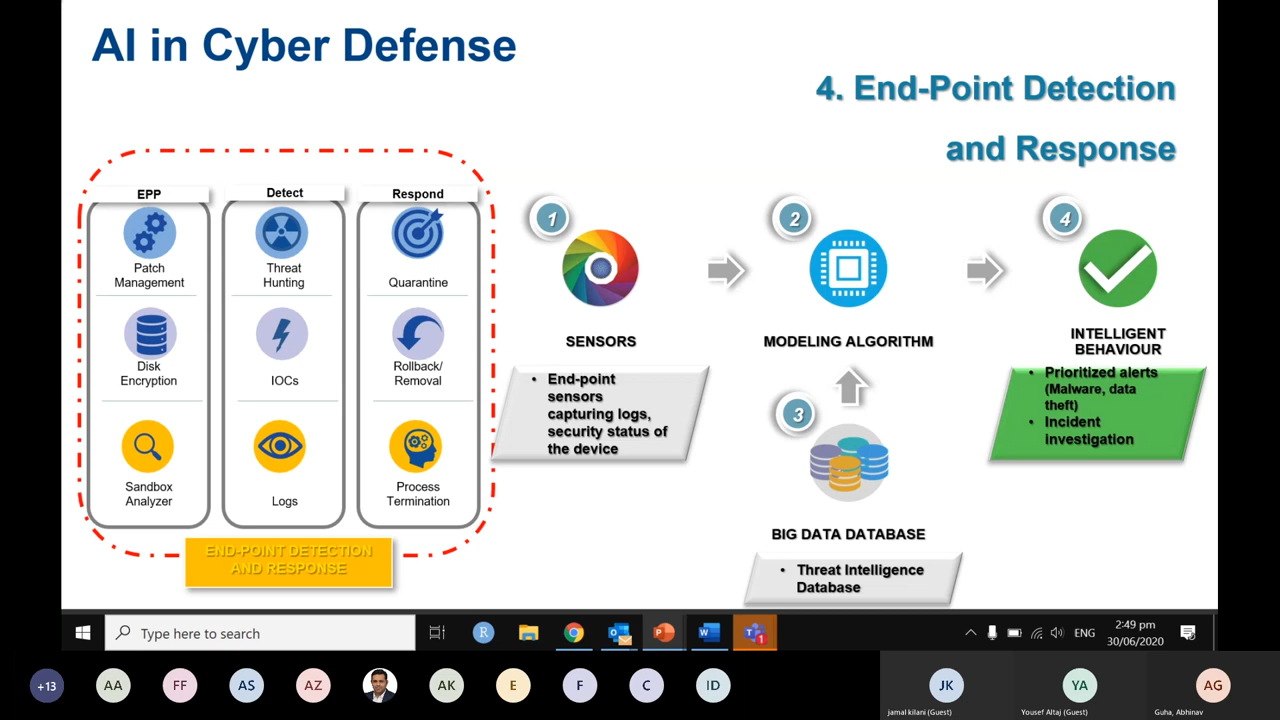 AI in Cyber Defense
4. End-Point Detection
and Response
EPP
Patch
Management
Disk
Encryption
Sandbox
Analyzer
Detect
Threat
Hunting
IOCs
Logs
Respond
Quarantine
Rollback/
Removal
Process
Termination
END-POINT DETECTION
AND RESPONSE
1
SENSORS
• End-point
sensors
capturing logs,
security status of
the device
2
MODELING ALGORITHM
3
BIG DATA DATABASE
• Threat Intelligence
Database
4
INTELLIGENT
BEHAVIOUR
• Prioritized alerts
(Malware, data
theft)
• Incident
investigation
Type here to search
R
1
ENG
2:49 pm
30/06/2020
+13
AA
FF
AS
AZ
AK
E
F
C
ID
JK
jamal kilani (Guest)
YA
Yousef Altaj (Guest)
AG
Guha, Abhinav